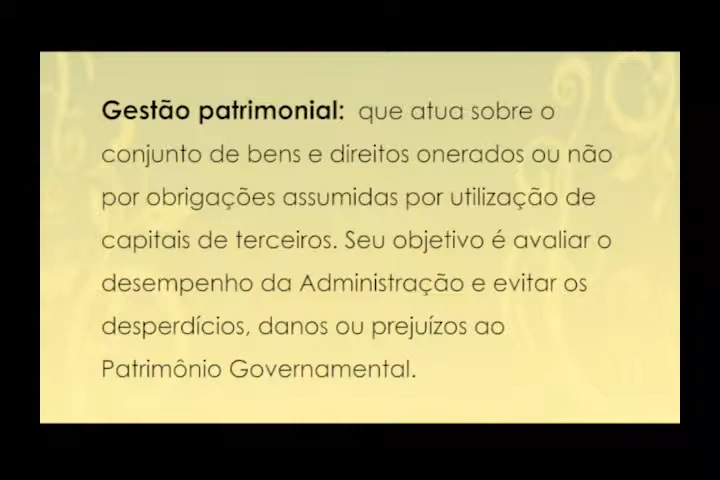 Gestão patrimonial: que atua sobre o
conjunto de bens e direitos onerados ou não
por obrigações assumidas por utilização de
capitais de terceiros. Seu objetivo é avaliar o
desempenho da Administração e evitar os
desperdícios, danos ou prejuízos ao
Patrimônio Governamental.